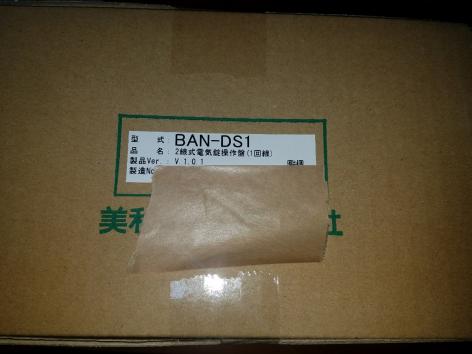 型 式: BAN-DS1
品 名: 2線式電気錠操作盤(1回線)
製品Ver.: V.1.0.1
製造No
美和 社